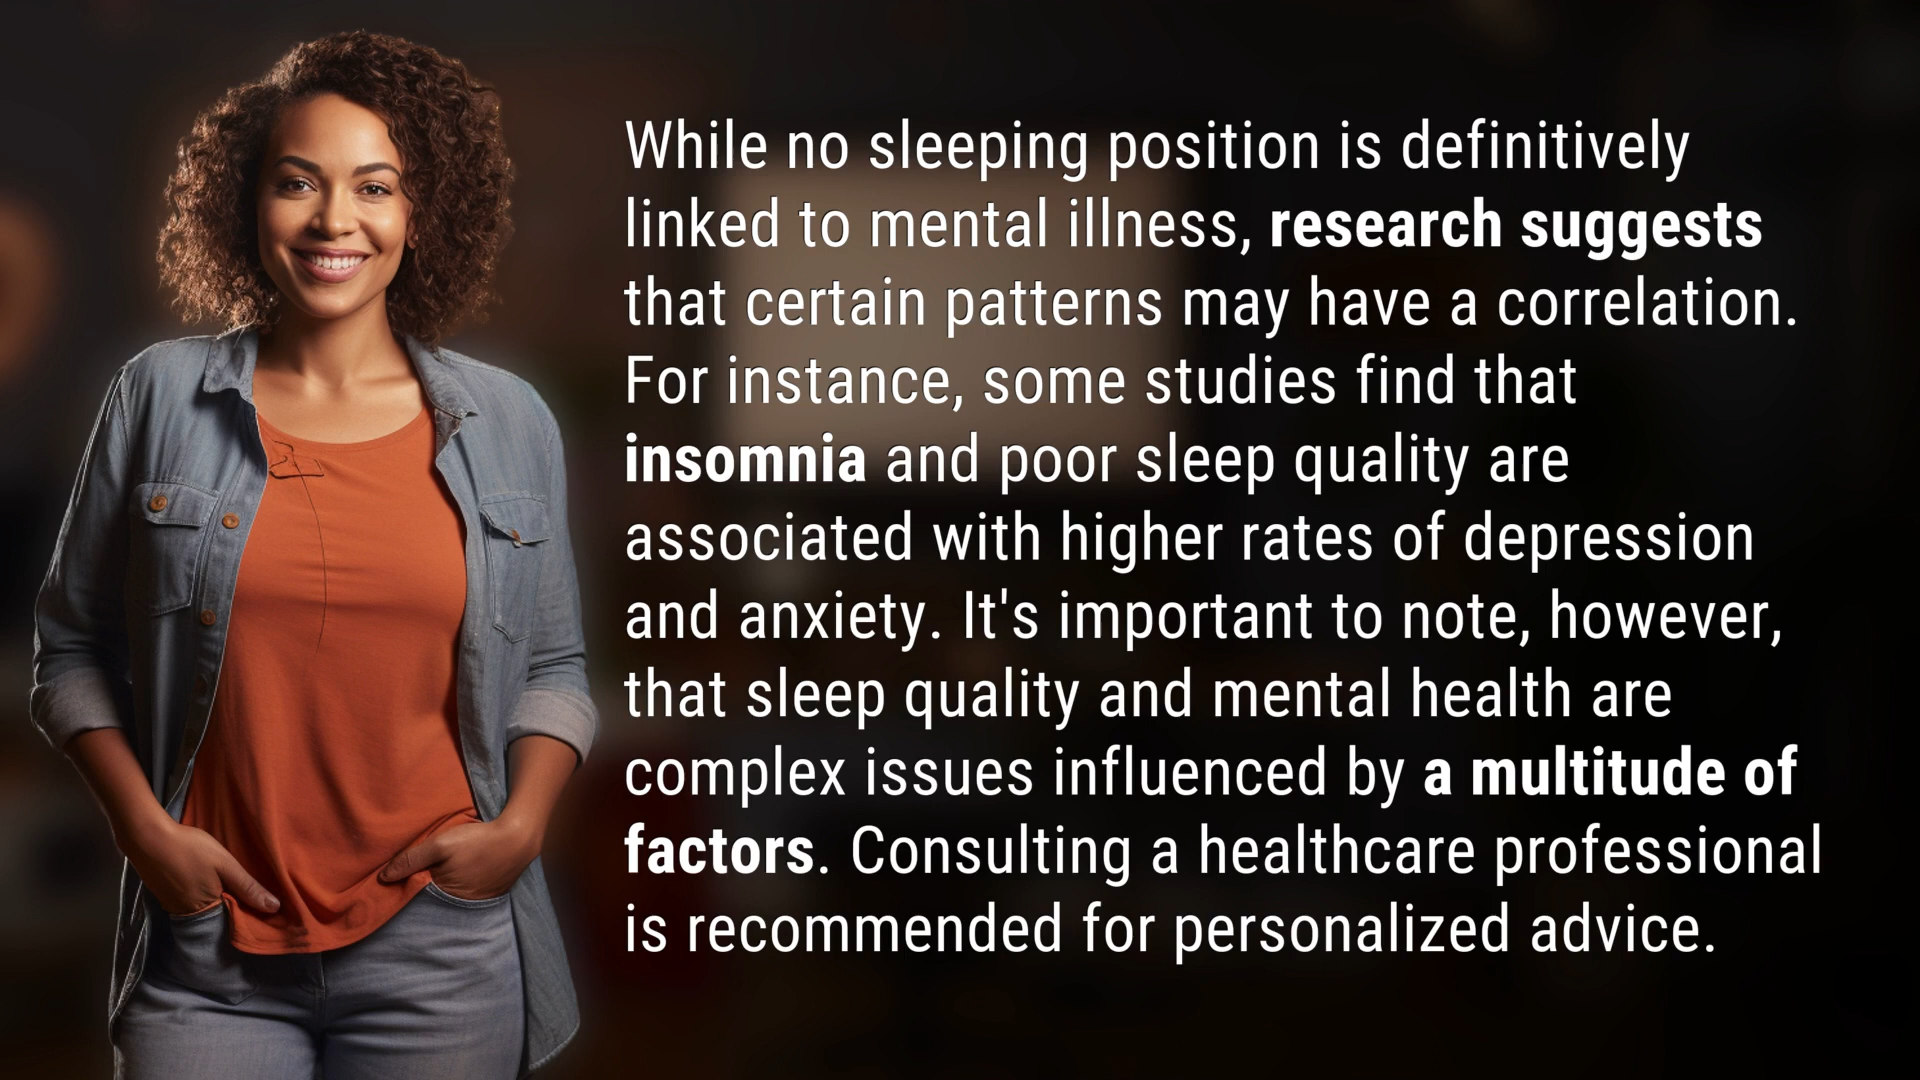 While no sleeping position is definitively
linked to mental illness, research suggests
that certain patterns may have a correlation.
For instance, some studies find that
insomnia and poor sleep quality are
associated with higher rates of depression
and anxiety. It's important to note, however,
that sleep quality and mental health are
complex issues influenced by a multitude of
factors. Consulting a healthcare professional
is recommended for personalized advice.